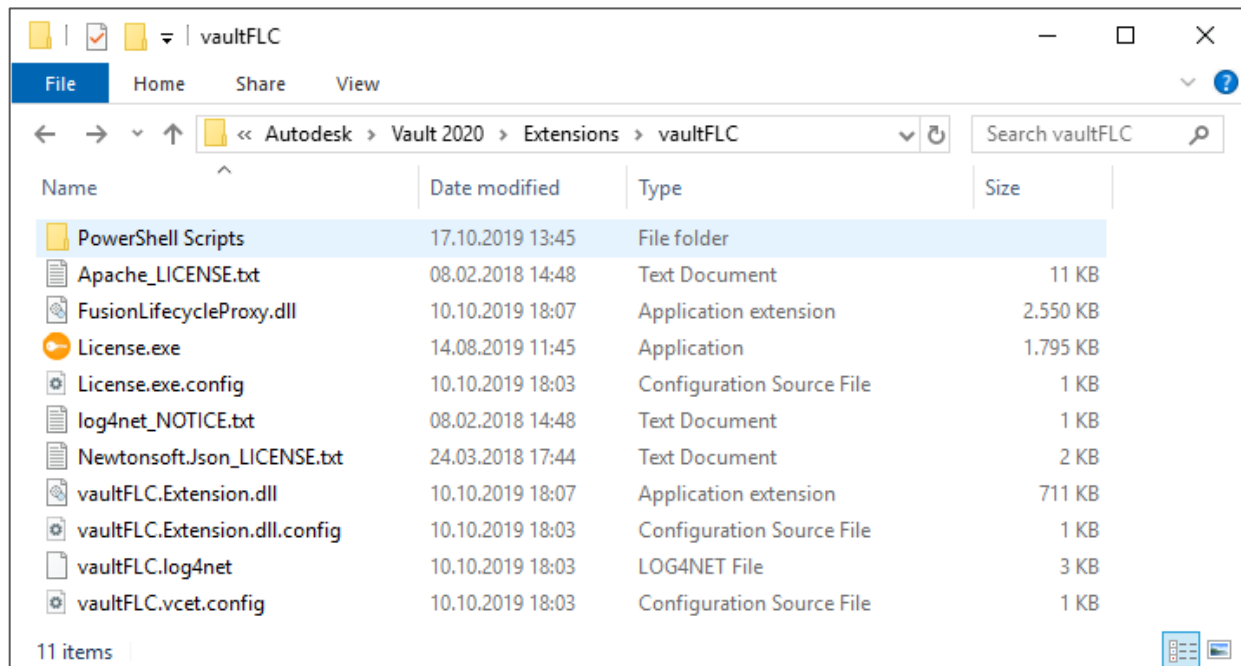 vaultFLC
File Home Share View
« Autodesk > Vault 2020 > Extensions > vaultFLC Search vaultFLC
Name Date modified Type Size
PowerShell Scripts 17.10.2019 13:45 File folder
Apache_LICENSE.txt 08.02.2018 14:48 Text Document 11 KB
FusionLifecycleProxy.dll 10.10.2019 18:07 Application extension 2.550 KB
License.exe 14.08.2019 11:45 Application 1.795 KB
License.exe.config 10.10.2019 18:03 Configuration Source File 1 KB
log4net_NOTICE.txt 08.02.2018 14:48 Text Document 1 KB
Newtonsoft.Json_LICENSE.txt 24.03.2018 17:44 Text Document 2 KB
vaultFLC.Extension.dll 10.10.2019 18:07 Application extension 711 KB
vaultFLC.Extension.dll.config 10.10.2019 18:03 Configuration Source File 1 KB
vaultFLC.log4net 10.10.2019 18:03 LOG4NET File 3 KB
vaultFLC.vcet.config 10.10.2019 18:03 Configuration Source File 1 KB
11 items